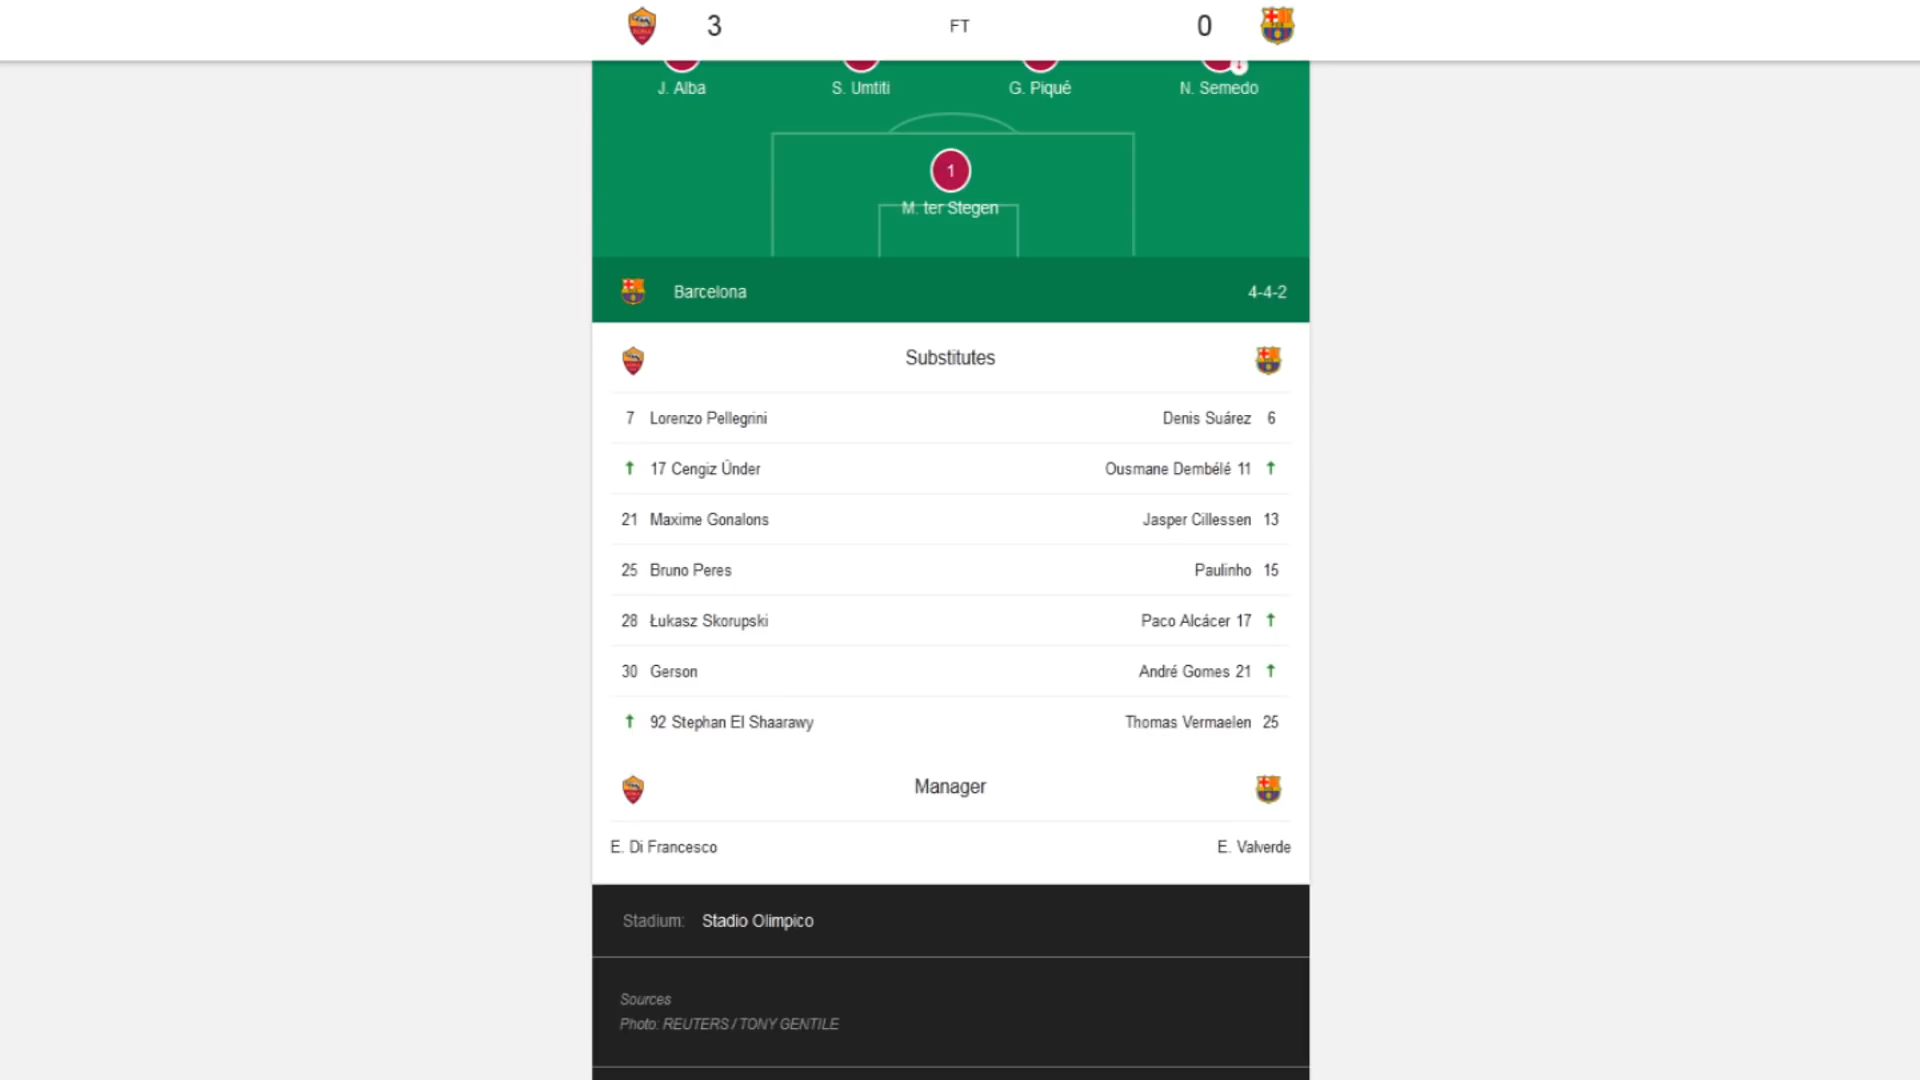 3 FT 0
J. Alba S. Umtiti G. Piqué N. Semedo
1
M. ter Stegen
Barcelona 4-4-2
Substitutes
7 Lorenzo Pellegrini Denis Suárez 6
↑ 17 Cengiz Ünder Ousmane Dembélé 11 ↑
21 Maxime Gonalons Jasper Cillessen 13
25 Bruno Peres Paulinho 15
28 Łukasz Skorupski Paco Alcácer 17 ↑
30 Gerson André Gomes 21 ↑
↑ 92 Stephan El Shaarawy Thomas Vermaelen 25
Manager
E. Di Francesco E. Valverde
Stadium: Stadio Olimpico
Sources
Photo: REUTERS / TONY GENTILE